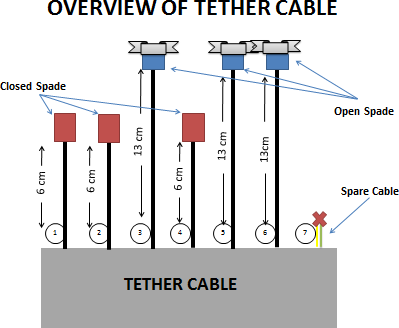 OVERVIEW OF TETHER CABLE
Closed Spade
Open Spade
13 cm
13 cm
13cm
6 cm
6 cm
6 cm
Spare Cable
1
2
3
4
5
6
7
TETHER CABLE